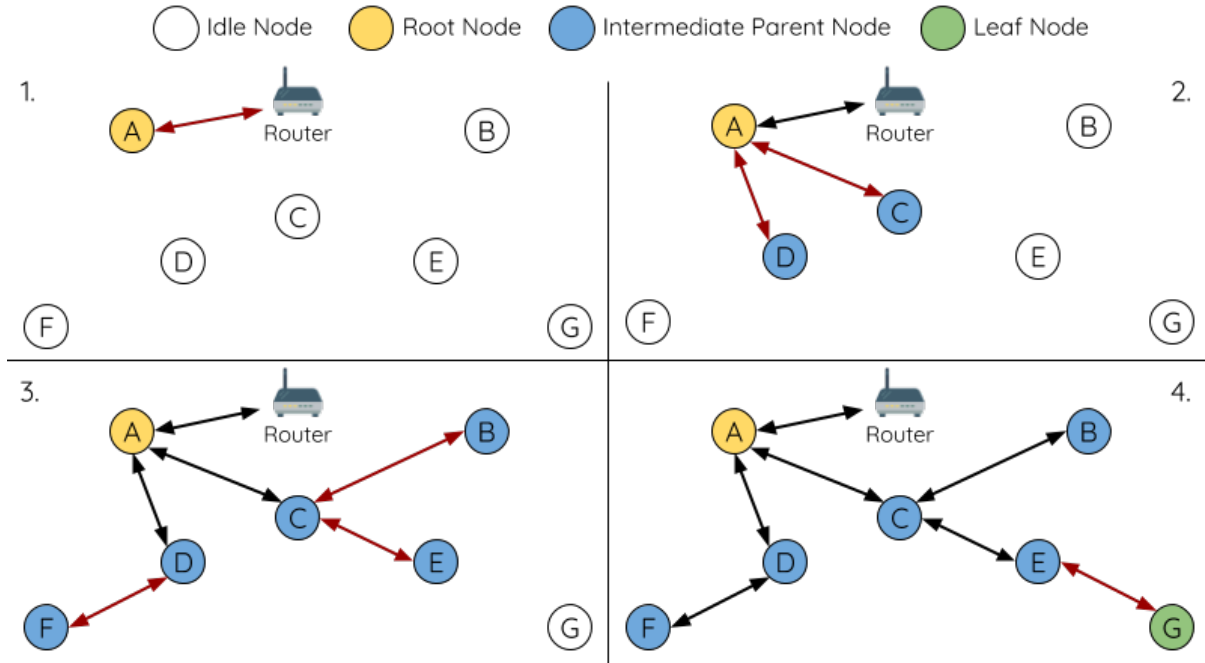 Idle Node Root Node Intermediate Parent Node Leaf Node
1.
A
Router
B
C
D
E
F
G
2.
A
Router
B
C
D
E
F
G
3.
A
Router
B
C
D
E
F
G
4.
A
Router
B
C
D
E
F
G